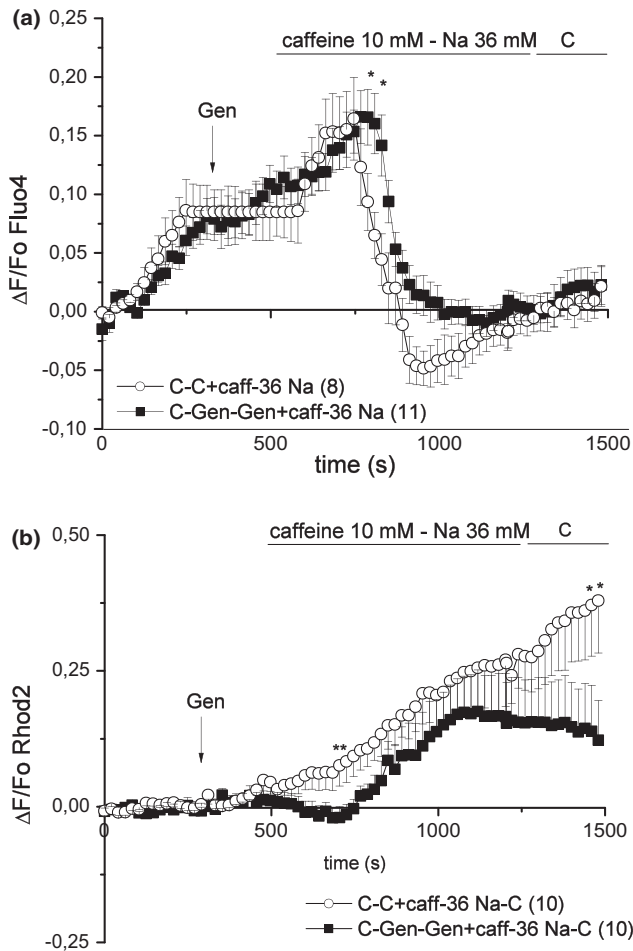 (a)
caffeine 10 mM - Na 36 mM C
0,25
0,20
0,15
0,10
0,05
0,00
-0,05
-0,10
ΔF/Fo Fluo4
Gen
* *
C-C+caff-36 Na (8)
C-Gen-Gen+caff-36 Na (11)
0 500 1000 1500
time (s)
(b)
caffeine 10 mM - Na 36 mM C
0,50
0,25
0,00
-0,25
ΔF/Fo Rhod2
Gen
**
* *
0 500 1000 1500
time (s)
C-C+caff-36 Na-C (10)
C-Gen-Gen+caff-36 Na-C (10)